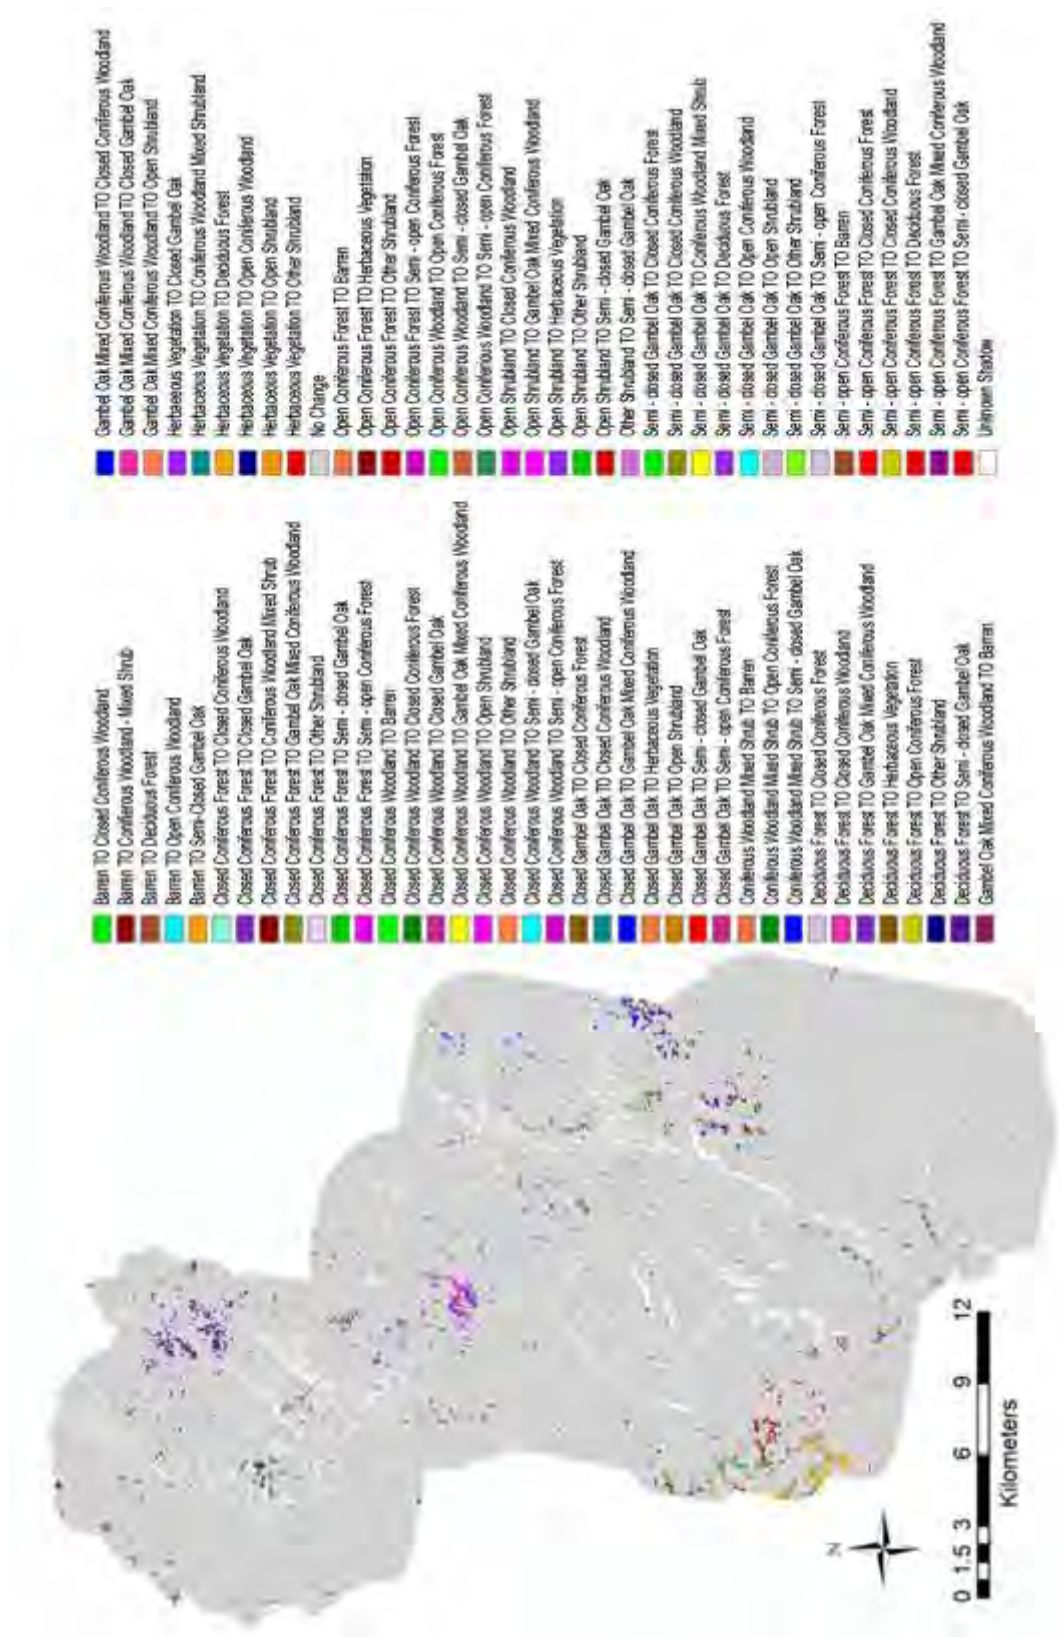 Barren TO Closed Coniferous Woodland
Barren TO Coniferous Woodland - Mixed Shrub
Barren TO Deciduous Forest
Barren TO Open Coniferous Woodland
Barren TO Semi-Closed Gambel Oak
Closed Coniferous Forest TO Closed Coniferous Woodland
Closed Coniferous Forest TO Closed Gambel Oak
Closed Coniferous Forest TO Coniferous Woodland Mixed Shrub
Closed Coniferous Forest TO Gambel Oak Mixed Coniferous Woodland
Closed Coniferous Forest TO Other Shrubland
Closed Coniferous Forest TO Semi - closed Gambel Oak
Closed Coniferous Forest TO Semi - open Coniferous Forest
Closed Coniferous Woodland TO Barren
Closed Coniferous Woodland TO Closed Coniferous Forest
Closed Coniferous Woodland TO Closed Gambel Oak
Closed Coniferous Woodland TO Gambel Oak Mixed Coniferous Woodland
Closed Coniferous Woodland TO Open Shrubland
Closed Coniferous Woodland TO Other Shrubland
Closed Coniferous Woodland TO Semi - closed Gambel Oak
Closed Coniferous Woodland TO Semi - open Coniferous Forest
Closed Gambel Oak TO Closed Coniferous Forest
Closed Gambel Oak TO Closed Coniferous Woodland
Closed Gambel Oak TO Gambel Oak Mixed Coniferous Woodland
Closed Gambel Oak TO Herbaceous Vegetation
Closed Gambel Oak TO Open Shrubland
Closed Gambel Oak TO Semi - closed Gambel Oak
Closed Gambel Oak TO Semi - open Coniferous Forest
Coniferous Woodland Mixed Shrub TO Barren
Coniferous Woodland Mixed Shrub TO Open Coniferous Forest
Coniferous Woodland Mixed Shrub TO Semi - closed Gambel Oak
Deciduous Forest TO Closed Coniferous Forest
Deciduous Forest TO Closed Coniferous Woodland
Deciduous Forest TO Gambel Oak Mixed Coniferous Woodland
Deciduous Forest TO Herbaceous Vegetation
Deciduous Forest TO Open Coniferous Forest
Deciduous Forest TO Other Shrubland
Deciduous Forest TO Semi - closed Gambel Oak
Gambel Oak Mixed Coniferous Woodland TO Barran
Gambel Oak Mixed Coniferous Woodland TO Closed Coniferous Woodland
Gambel Oak Mixed Coniferous Woodland TO Closed Gambel Oak
Gambel Oak Mixed Coniferous Woodland TO Open Shrubland
Herbaceous Vegetation TO Closed Gambel Oak
Herbaceous Vegetation TO Coniferous Woodland Mixed Shrubland
Herbaceous Vegetation TO Deciduous Forest
Herbaceous Vegetation TO Open Coniferous Woodland
Herbaceous Vegetation TO Open Shrubland
Herbaceous Vegetation TO Other Shrubland
No Change
Open Coniferous Forest TO Barren
Open Coniferous Forest TO Herbaceous Vegetation
Open Coniferous Forest TO Other Shrubland
Open Coniferous Forest TO Semi - open Coniferous Forest
Open Coniferous Woodland TO Open Coniferous Forest
Open Coniferous Woodland TO Semi - closed Gambel Oak
Open Coniferous Woodland TO Semi - open Coniferous Forest
Open Shrubland TO Closed Coniferous Woodland
Open Shrubland TO Gambel Oak Mixed Coniferous Woodland
Open Shrubland TO Herbaceous Vegetation
Open Shrubland TO Other Shrubland
Open Shrubland TO Semi - closed Gambel Oak
Other Shrubland TO Semi - closed Gambel Oak
Semi - closed Gambel Oak TO Closed Coniferous Forest
Semi - closed Gambel Oak TO Closed Coniferous Woodland
Semi - closed Gambel Oak TO Coniferous Woodland Mixed Shrub
Semi - closed Gambel Oak TO Deciduous Forest
Semi - closed Gambel Oak TO Open Coniferous Woodland
Semi - closed Gambel Oak TO Open Shrubland
Semi - closed Gambel Oak TO Other Shrubland
Semi - closed Gambel Oak TO Semi - open Coniferous Forest
Semi - open Coniferous Forest TO Barren
Semi - open Coniferous Forest TO Closed Coniferous Forest
Semi - open Coniferous Forest TO Closed Coniferous Woodland
Semi - open Coniferous Forest TO Deciduous Forest
Semi - open Coniferous Forest TO Gambel Oak Mixed Coniferous Woodland
Semi - open Coniferous Forest TO Semi - closed Gambel Oak
Unknown Shadow
N
0 1.5 3 6 9 12
Kilometers